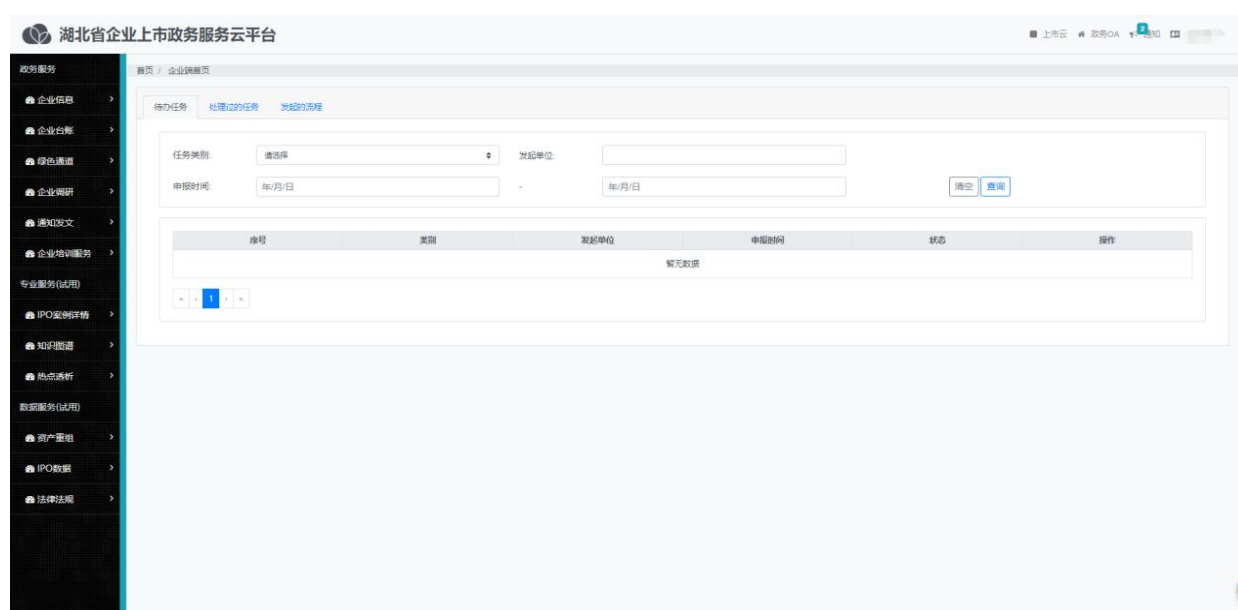 湖北省企业上市政务服务云平台
上市云 政务OA 2 通知
政务服务
首页 / 企业端首页
企业信息
企业台账
绿色通道
企业调研
通知发文
企业培训服务
专业服务(试用)
IPO案例详情
知识图谱
热点透析
数据服务(试用)
资产重组
IPO数据
法律法规
待办任务 处理过的任务 发起的流程
任务类别: 请选择 发起单位:
申报时间: 年/月/日 - 年/月/日 清空 查询
序号 类别 发起单位 申报时间 状态 操作
暂无数据
« ‹ 1 › »